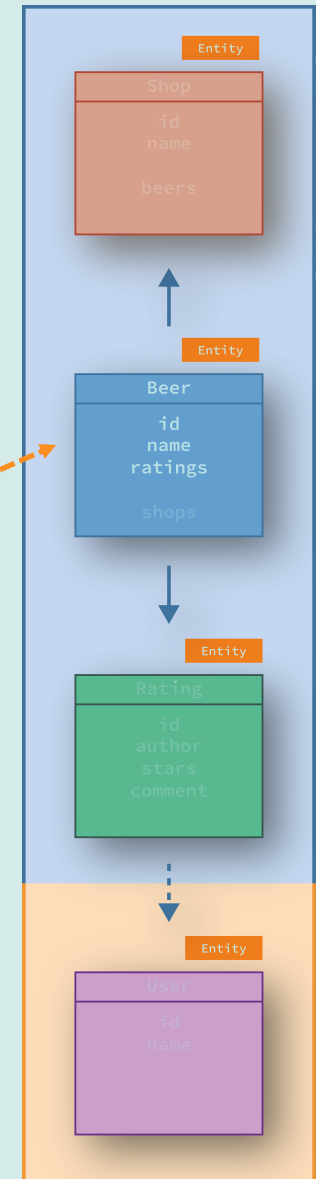 Entity
Shop
id
name
beers
Entity
Beer
id
name
ratings
shops
Entity
Rating
id
author
stars
comment
Entity
User
id
name